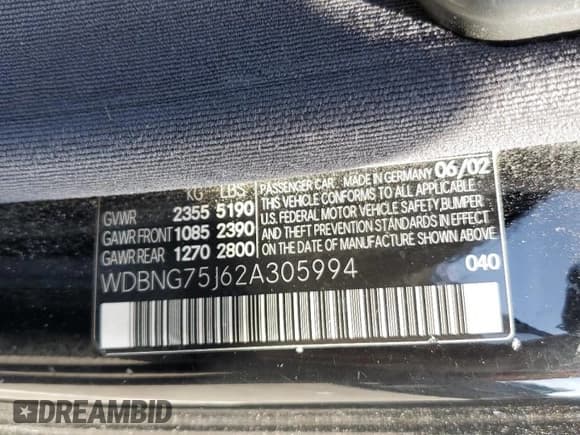 KG LBS
GVWR 2355 5190
GAWR FRONT 1085 2390
GAWR REAR 1270 2800
PASSENGER CAR MADE IN GERMANY 06/02
THIS VEHICLE CONFORMS TO ALL APPLICABLE
U.S. FEDERAL MOTOR VEHICLE SAFETY, BUMPER
AND THEFT PREVENTION STANDARDS IN EFFECT
ON THE DATE OF MANUFACTURE SHOWN ABOVE.
WDBNG75J62A305994
040
DREAMBID